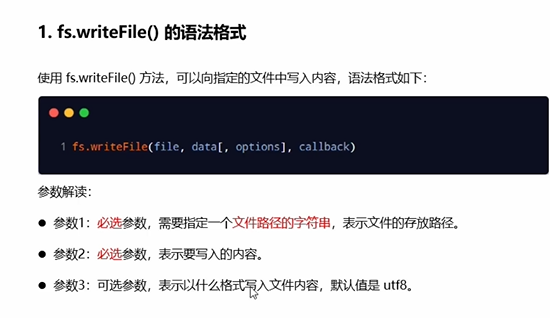 1. fs.writeFile() 的语法格式
使用 fs.writeFile() 方法，可以向指定的文件中写入内容，语法格式如下：
1 fs.writeFile(file, data[, options], callback)
参数解读：
● 参数1：必选参数，需要指定一个文件路径的字符串，表示文件的存放路径。
● 参数2：必选参数，表示要写入的内容。
● 参数3：可选参数，表示以什么格式写入文件内容，默认值是 utf8。